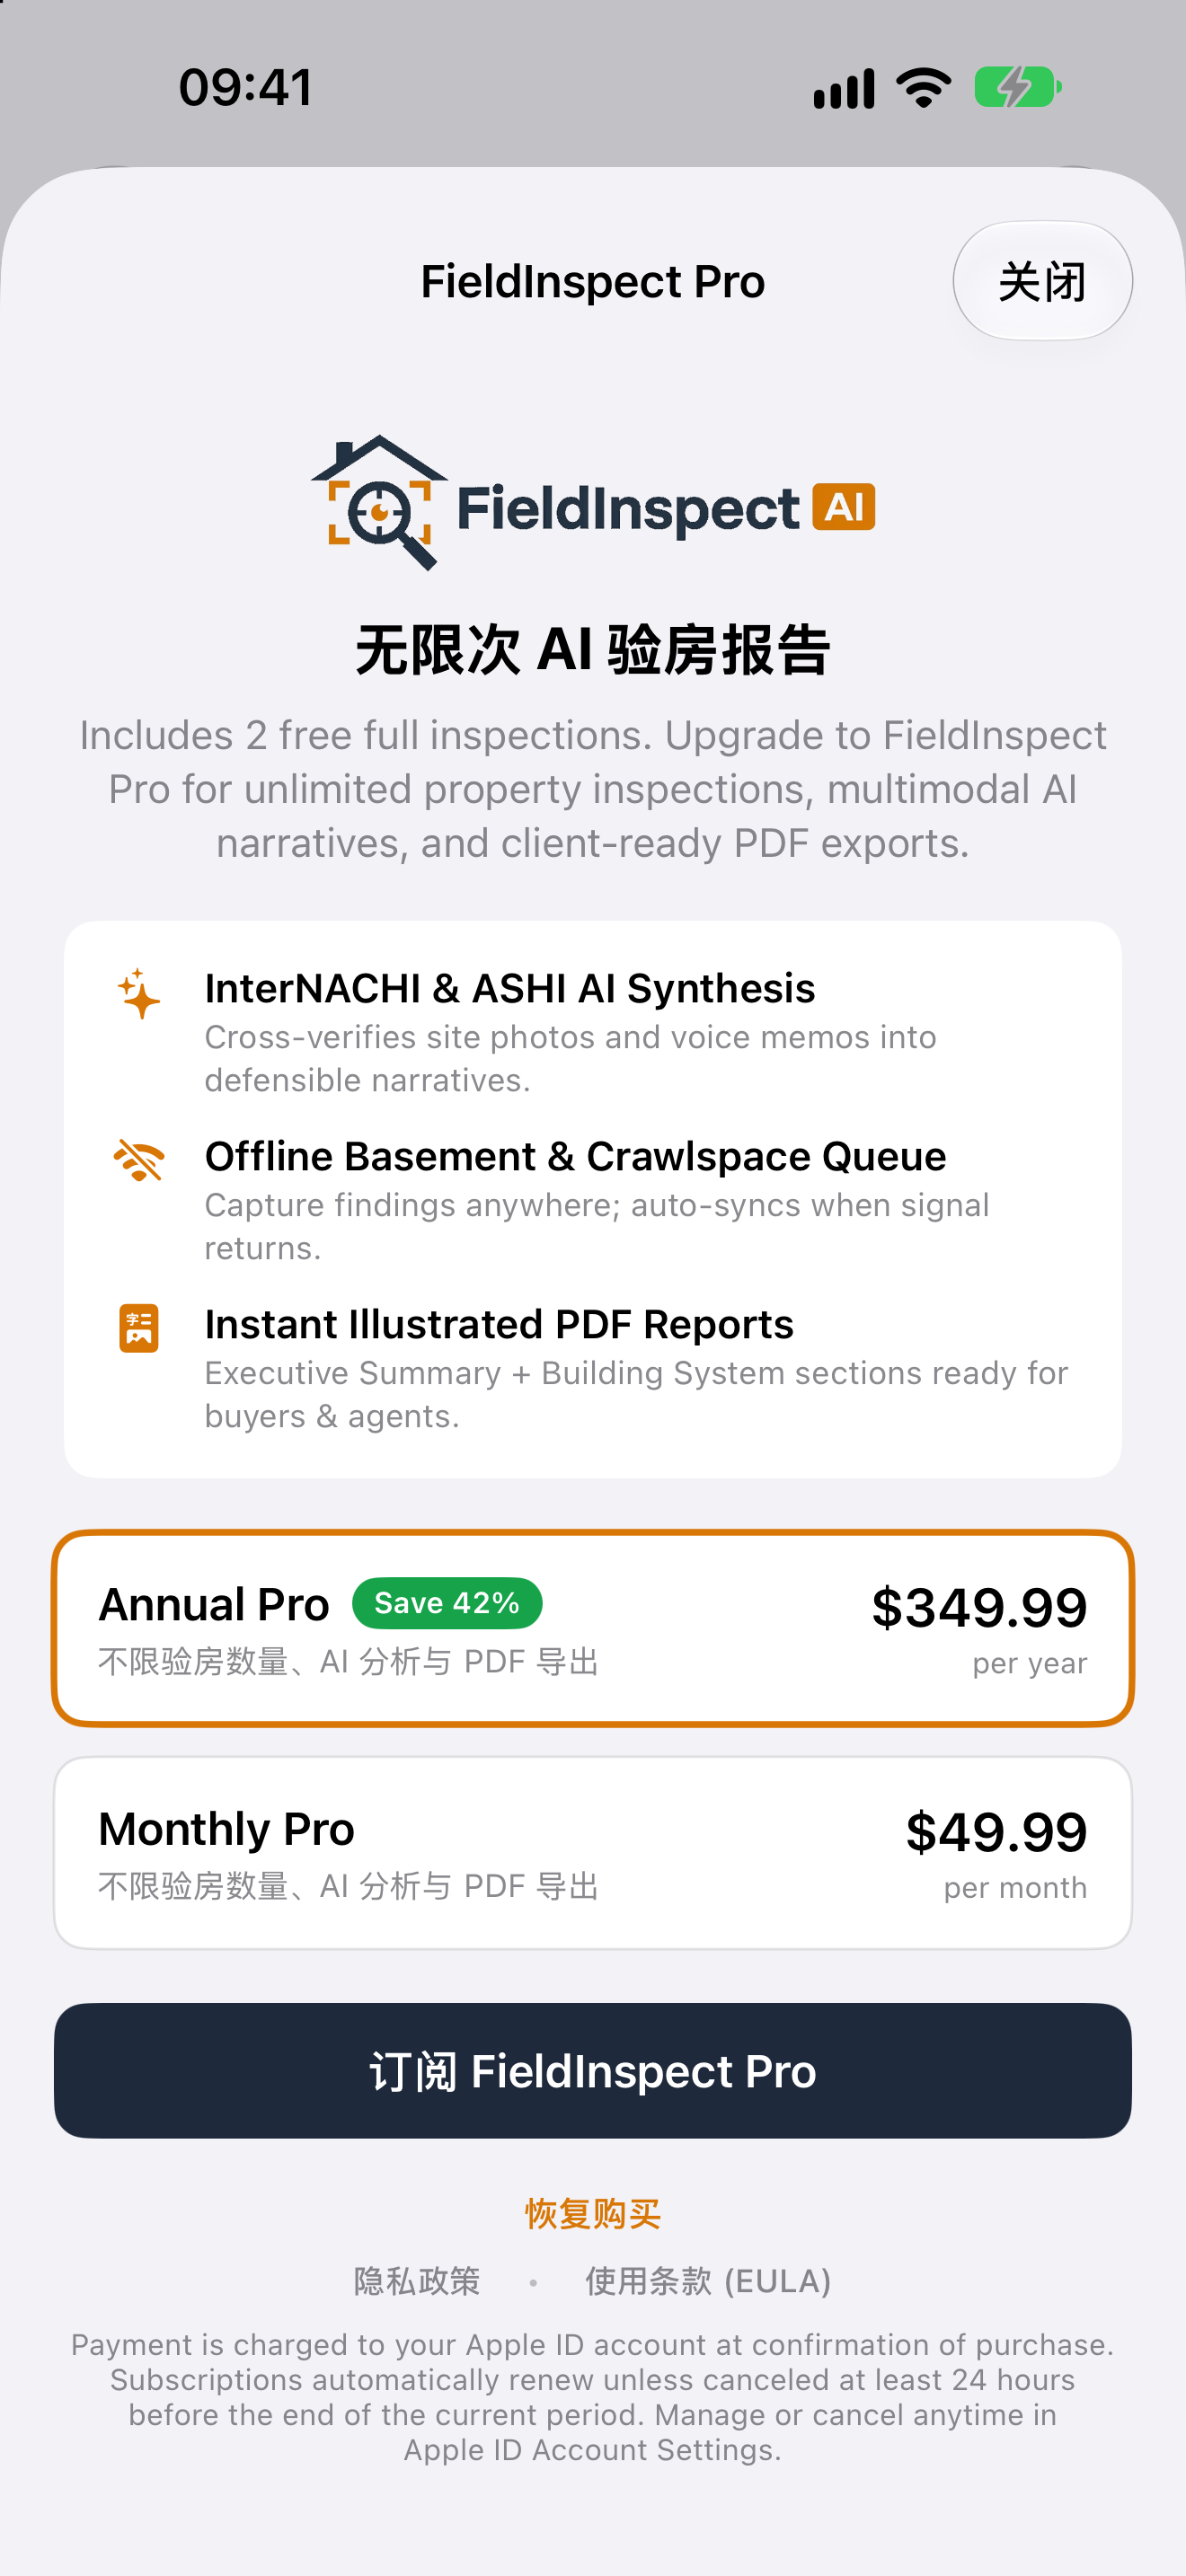 09:41
FieldInspect Pro
关闭
FieldInspect AI
无限次 AI 验房报告
Includes 2 free full inspections. Upgrade to FieldInspect
Pro for unlimited property inspections, multimodal AI
narratives, and client-ready PDF exports.
InterNACHI & ASHI AI Synthesis
Cross-verifies site photos and voice memos into
defensible narratives.
Offline Basement & Crawlspace Queue
Capture findings anywhere; auto-syncs when signal
returns.
字
Instant Illustrated PDF Reports
Executive Summary + Building System sections ready for
buyers & agents.
Annual Pro Save 42% $349.99
不限验房数量、AI 分析与 PDF 导出 per year
Monthly Pro $49.99
不限验房数量、AI 分析与 PDF 导出 per month
订阅 FieldInspect Pro
恢复购买
隐私政策 • 使用条款 (EULA)
Payment is charged to your Apple ID account at confirmation of purchase.
Subscriptions automatically renew unless canceled at least 24 hours
before the end of the current period. Manage or cancel anytime in
Apple ID Account Settings.